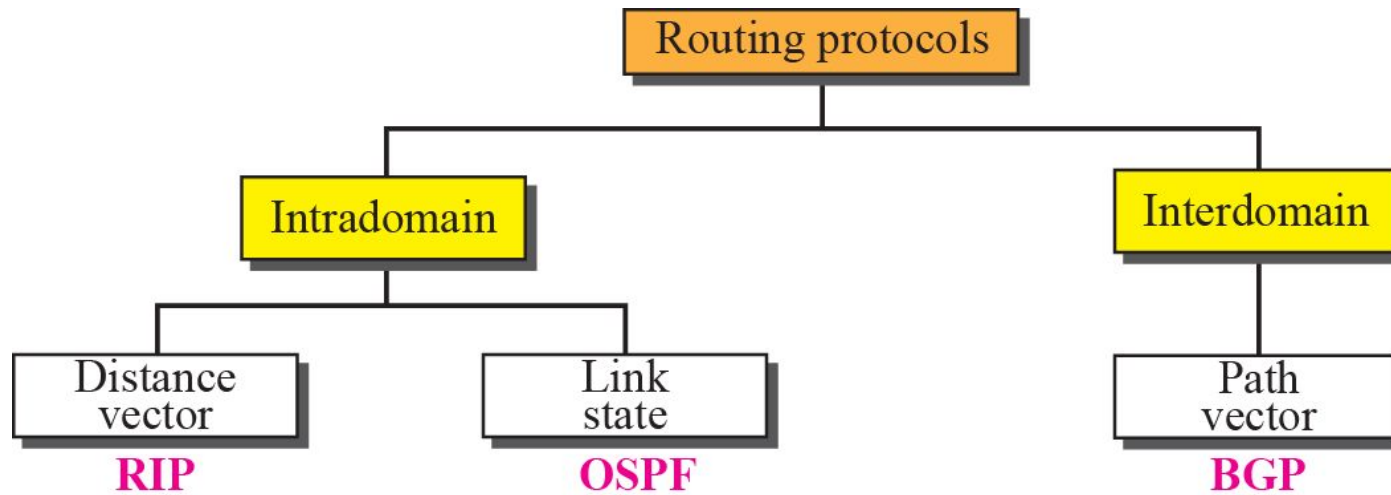 Routing protocols
Intradomain
Interdomain
Distance
vector
Link
state
Path
vector
RIP
OSPF
BGP